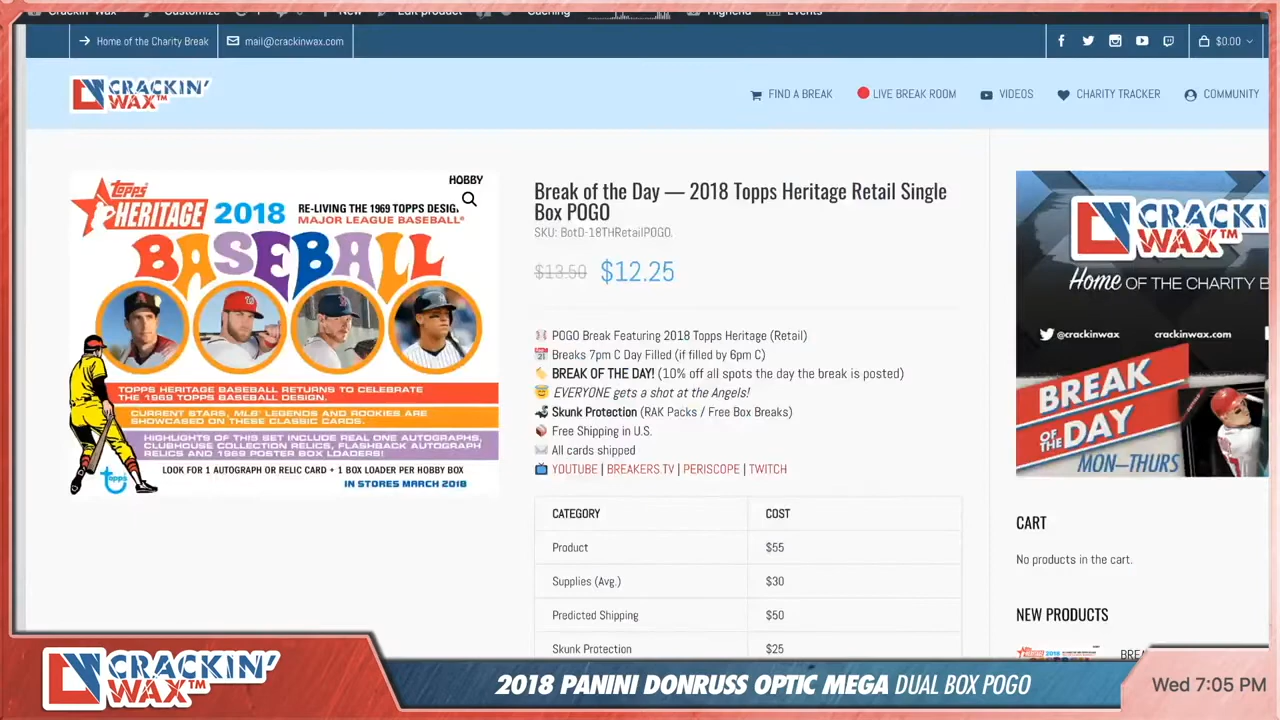 Crackin' Wax Customize New Edit product Caching Highend Events
Home of the Charity Break
mail@crackinwax.com
$0.00
CRACKIN'
WAX™
FIND A BREAK
LIVE BREAK ROOM
VIDEOS
CHARITY TRACKER
COMMUNITY
HOBBY
Topps
HERITAGE 2018
RE-LIVING THE 1969 TOPPS DESIG
MAJOR LEAGUE BASEBALL®
BASEBALL
TOPPS HERITAGE BASEBALL RETURNS TO CELEBRATE
THE 1969 TOPPS BASEBALL DESIGN.
CURRENT STARS, MLB® LEGENDS AND ROOKIES ARE
SHOWCASED ON THESE CLASSIC CARDS.
HIGHLIGHTS OF THIS SET INCLUDE REAL ONE AUTOGRAPHS,
CLUBHOUSE COLLECTION RELICS, FLASHBACK AUTOGRAPH
RELICS AND 1969 POSTER BOX LOADERS!
LOOK FOR 1 AUTOGRAPH OR RELIC CARD + 1 BOX LOADER PER HOBBY BOX
topps
IN STORES MARCH 2018
Break of the Day — 2018 Topps Heritage Retail Single
Box POGO
SKU: BotD-18THRetailPOGO.
$13.50 $12.25
POGO Break Featuring 2018 Topps Heritage (Retail)
Breaks 7pm C Day Filled (if filled by 6pm C)
BREAK OF THE DAY! (10% off all spots the day the break is posted)
EVERYONE gets a shot at the Angels!
Skunk Protection (RAK Packs / Free Box Breaks)
Free Shipping in U.S.
All cards shipped
YOUTUBE | BREAKERS.TV | PERISCOPE | TWITCH
CATEGORY COST
Product $55
Supplies (Avg.) $30
Predicted Shipping $50
Skunk Protection $25
CRACKI
WAX™
Home OF THE CHARITY B
@crackinwax crackinwax.com
BREAK
OF THE DAY
MON–THURS
CART
No products in the cart.
NEW PRODUCTS
HERITAGE 2018
BREA
CRACKIN'
WAX™
2018 PANINI DONRUSS OPTIC MEGA DUAL BOX POGO
Wed 7:05 PM